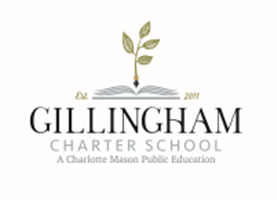 Est. 2011
GILLINGHAM
CHARTER SCHOOL
A Charlotte Mason Public Education